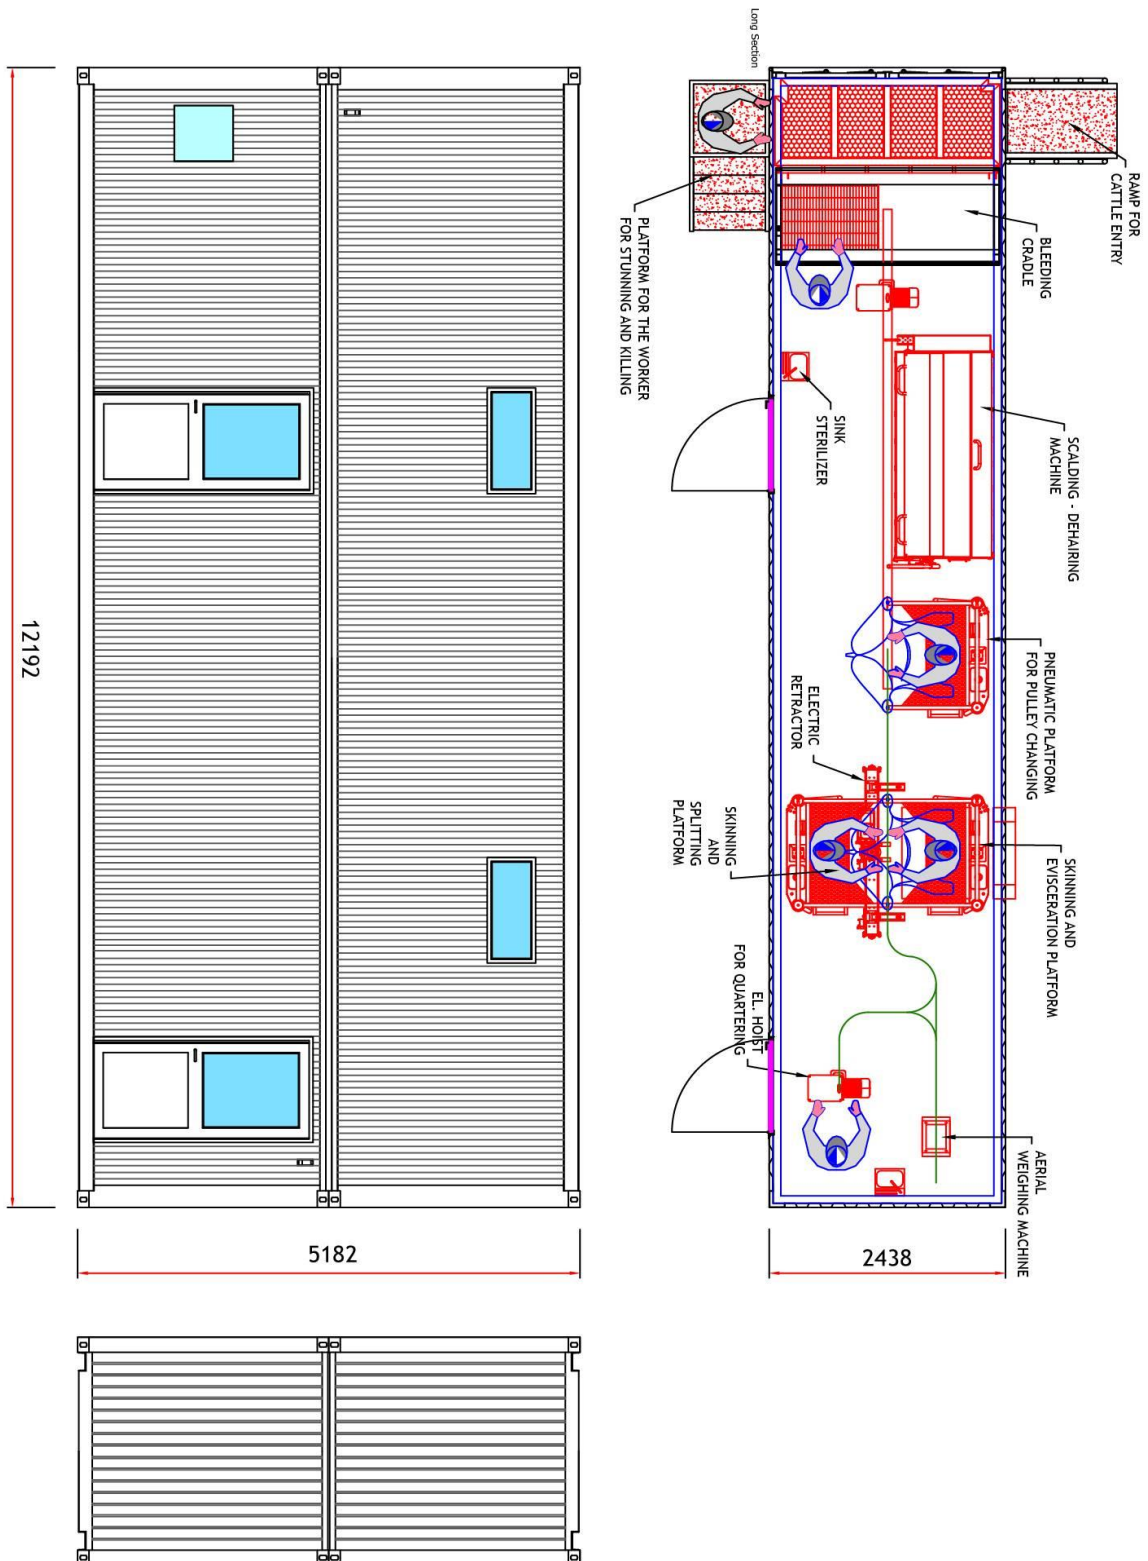 Long Section
RAMP FOR
CATTLE ENTRY
BLEEDING
CRADLE
PLATFORM FOR THE WORKER
FOR STUNNING AND KILLING
SINK
STERILIZER
SCALDING - DEHAIRING
MACHINE
PNEUMATIC PLATFORM
FOR PULLEY CHANGING
ELECTRIC
RETRACTOR
SKINNING
AND
SPLITTING
PLATFORM
SKINNING AND
EVISCERATION PLATFORM
EL. HOIST
FOR QUARTERING
AERIAL
WEIGHING MACHINE
12192
5182
2438